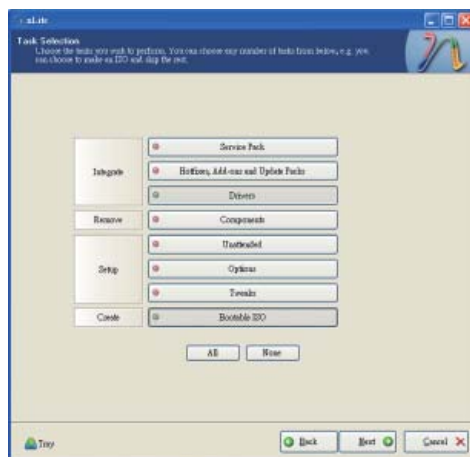 nLite
Task Selection
Choose the tasks you wish to perform. You can choose any number of tasks from below, e.g. you
can choose to make an ISO and skip the rest.
Integrate
Service Pack
Hotfixes, Add-ons and Update Packs
Drivers
Remove
Components
Setup
Unattended
Options
Tweaks
Create
Bootable ISO
All
None
Tray
Back
Next
Cancel